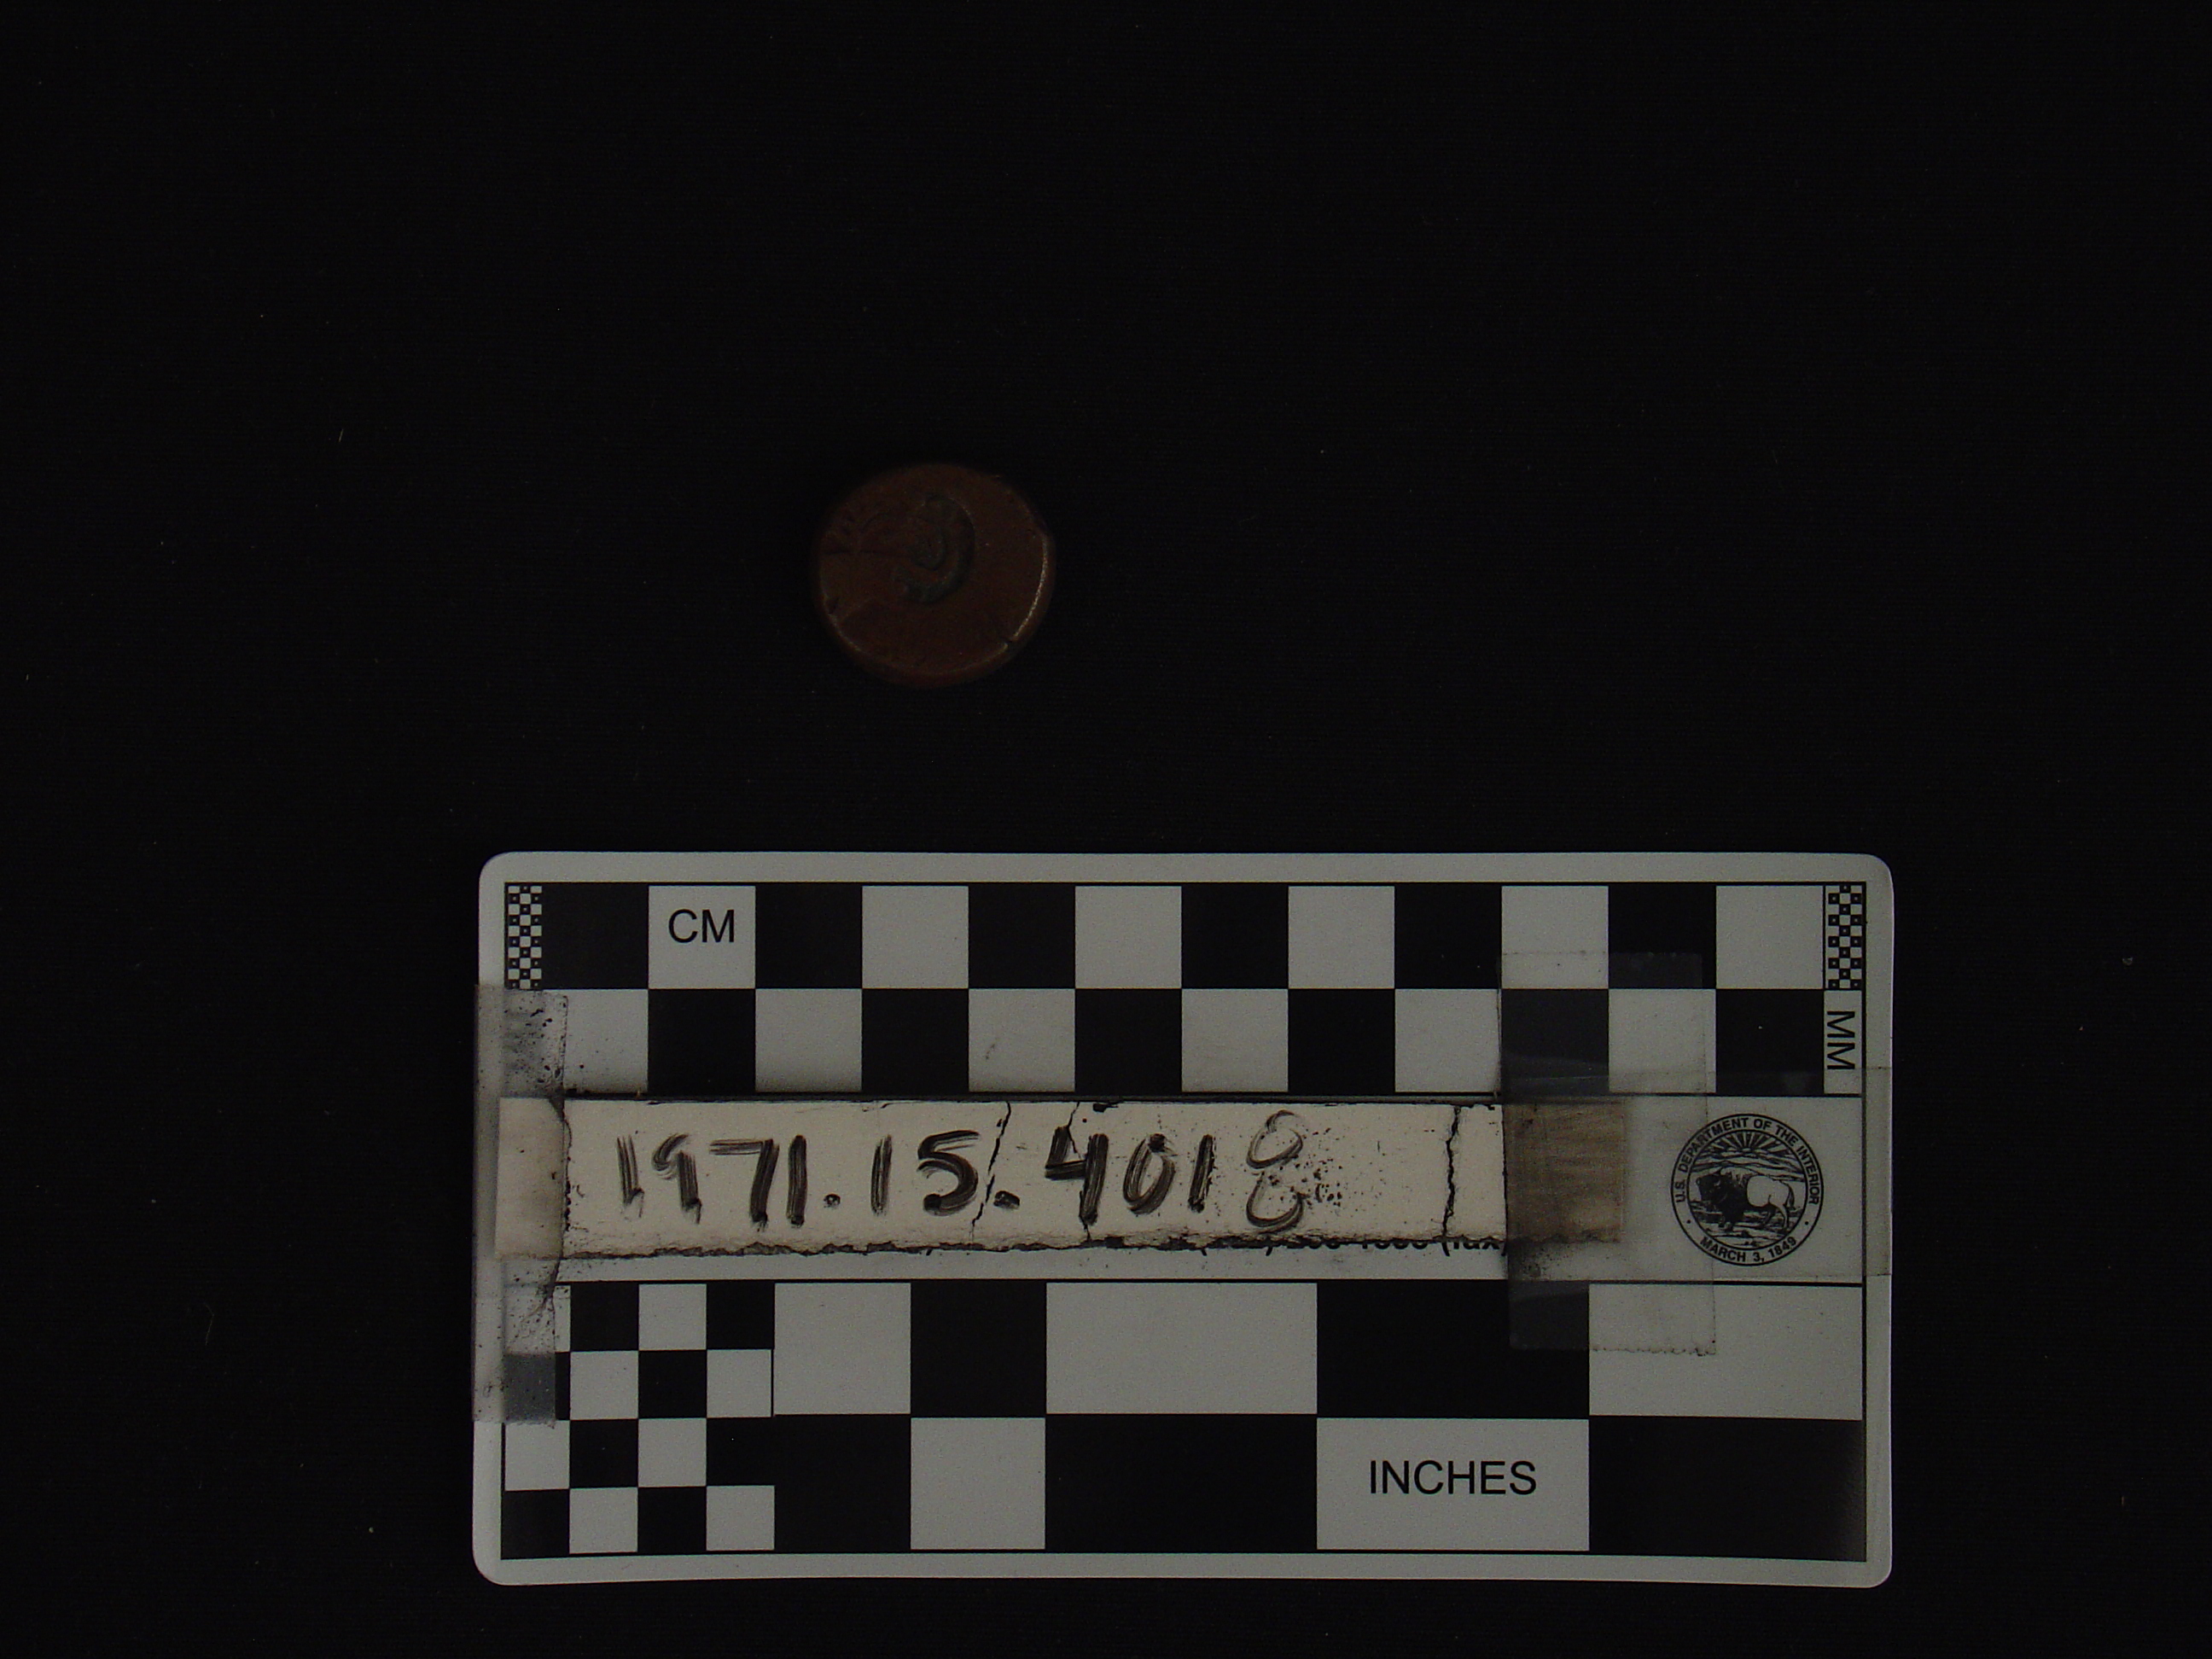 CM
MM
1971.15.4018
U.S. DEPARTMENT OF THE INTERIOR
MARCH 3, 1849
INCHES